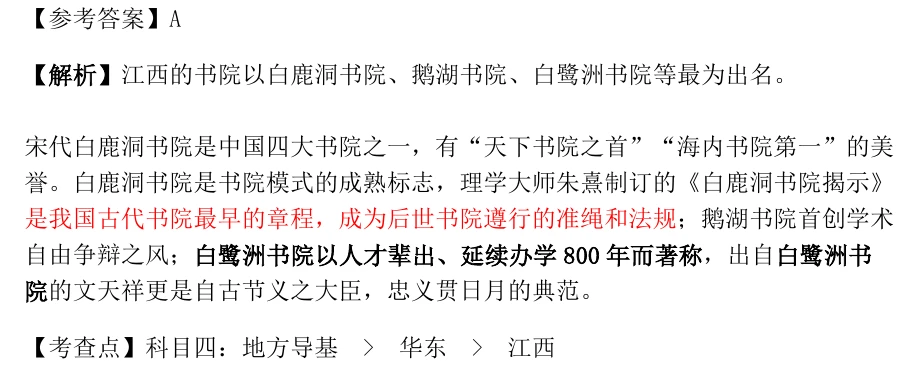 【参考答案】A
【解析】江西的书院以白鹿洞书院、鹅湖书院、白鹭洲书院等最为出名。
宋代白鹿洞书院是中国四大书院之一，有“天下书院之首”“海内书院第一”的美
誉。白鹿洞书院是书院模式的成熟标志，理学大师朱熹制订的《白鹿洞书院揭示》
是我国古代书院最早的章程，成为后世书院遵行的准绳和法规；鹅湖书院首创学术
自由争辩之风；白鹭洲书院以人才辈出、延续办学 800 年而著称，出自白鹭洲书
院的文天祥更是自古节义之大臣，忠义贯日月的典范。
【考查点】科目四：地方导基 > 华东 > 江西